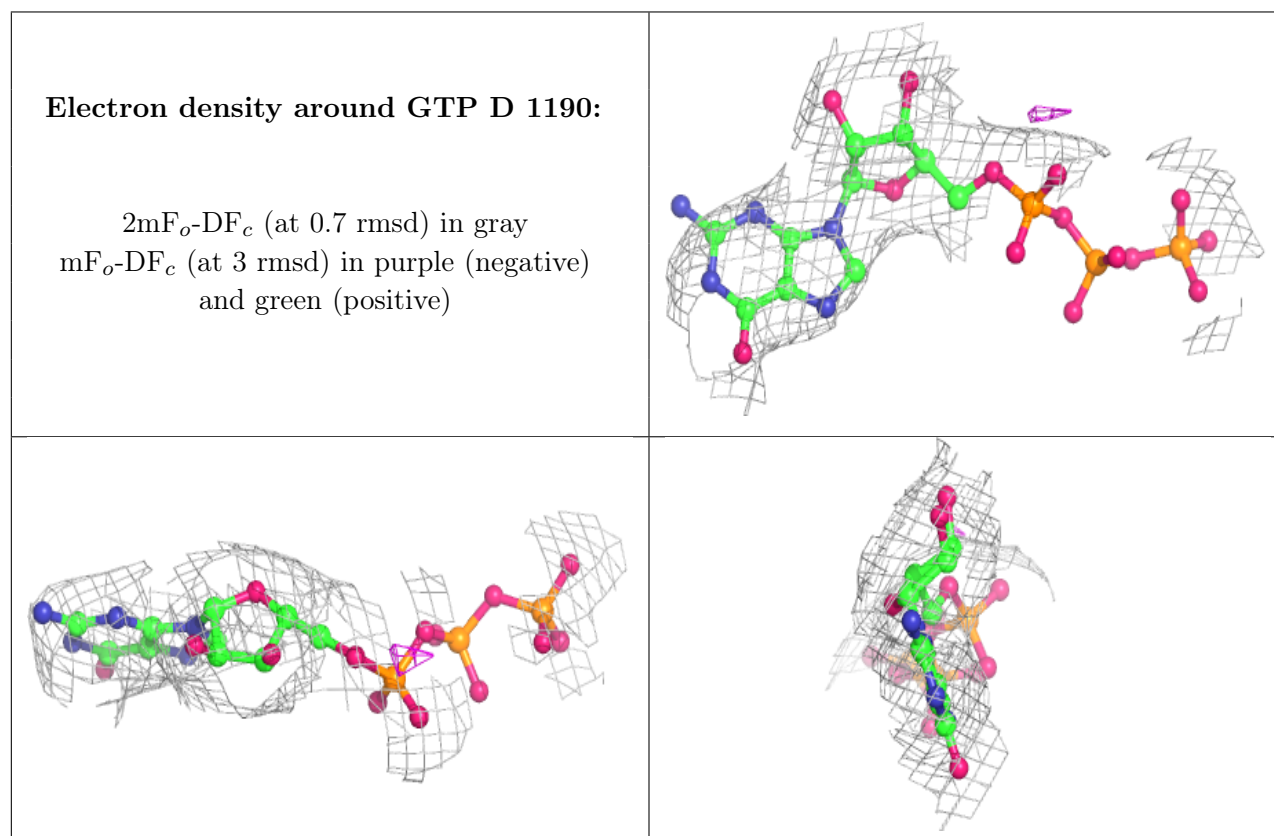 Electron density around GTP D 1190:
2mFo-DFc (at 0.7 rmsd) in gray
mFo-DFc (at 3 rmsd) in purple (negative)
and green (positive)